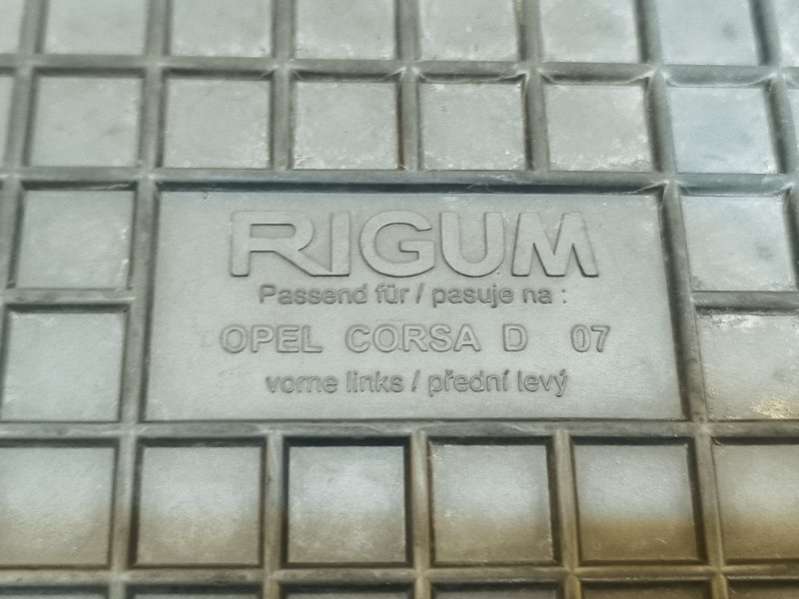 RIGUM
Passend für / pasuje na :
OPEL CORSA D 07
vorne links / přední levý